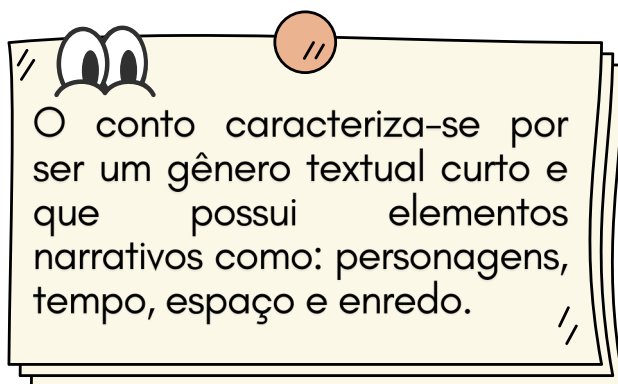 O conto caracteriza-se por
ser um gênero textual curto e
que possui elementos
narrativos como: personagens,
tempo, espaço e enredo.